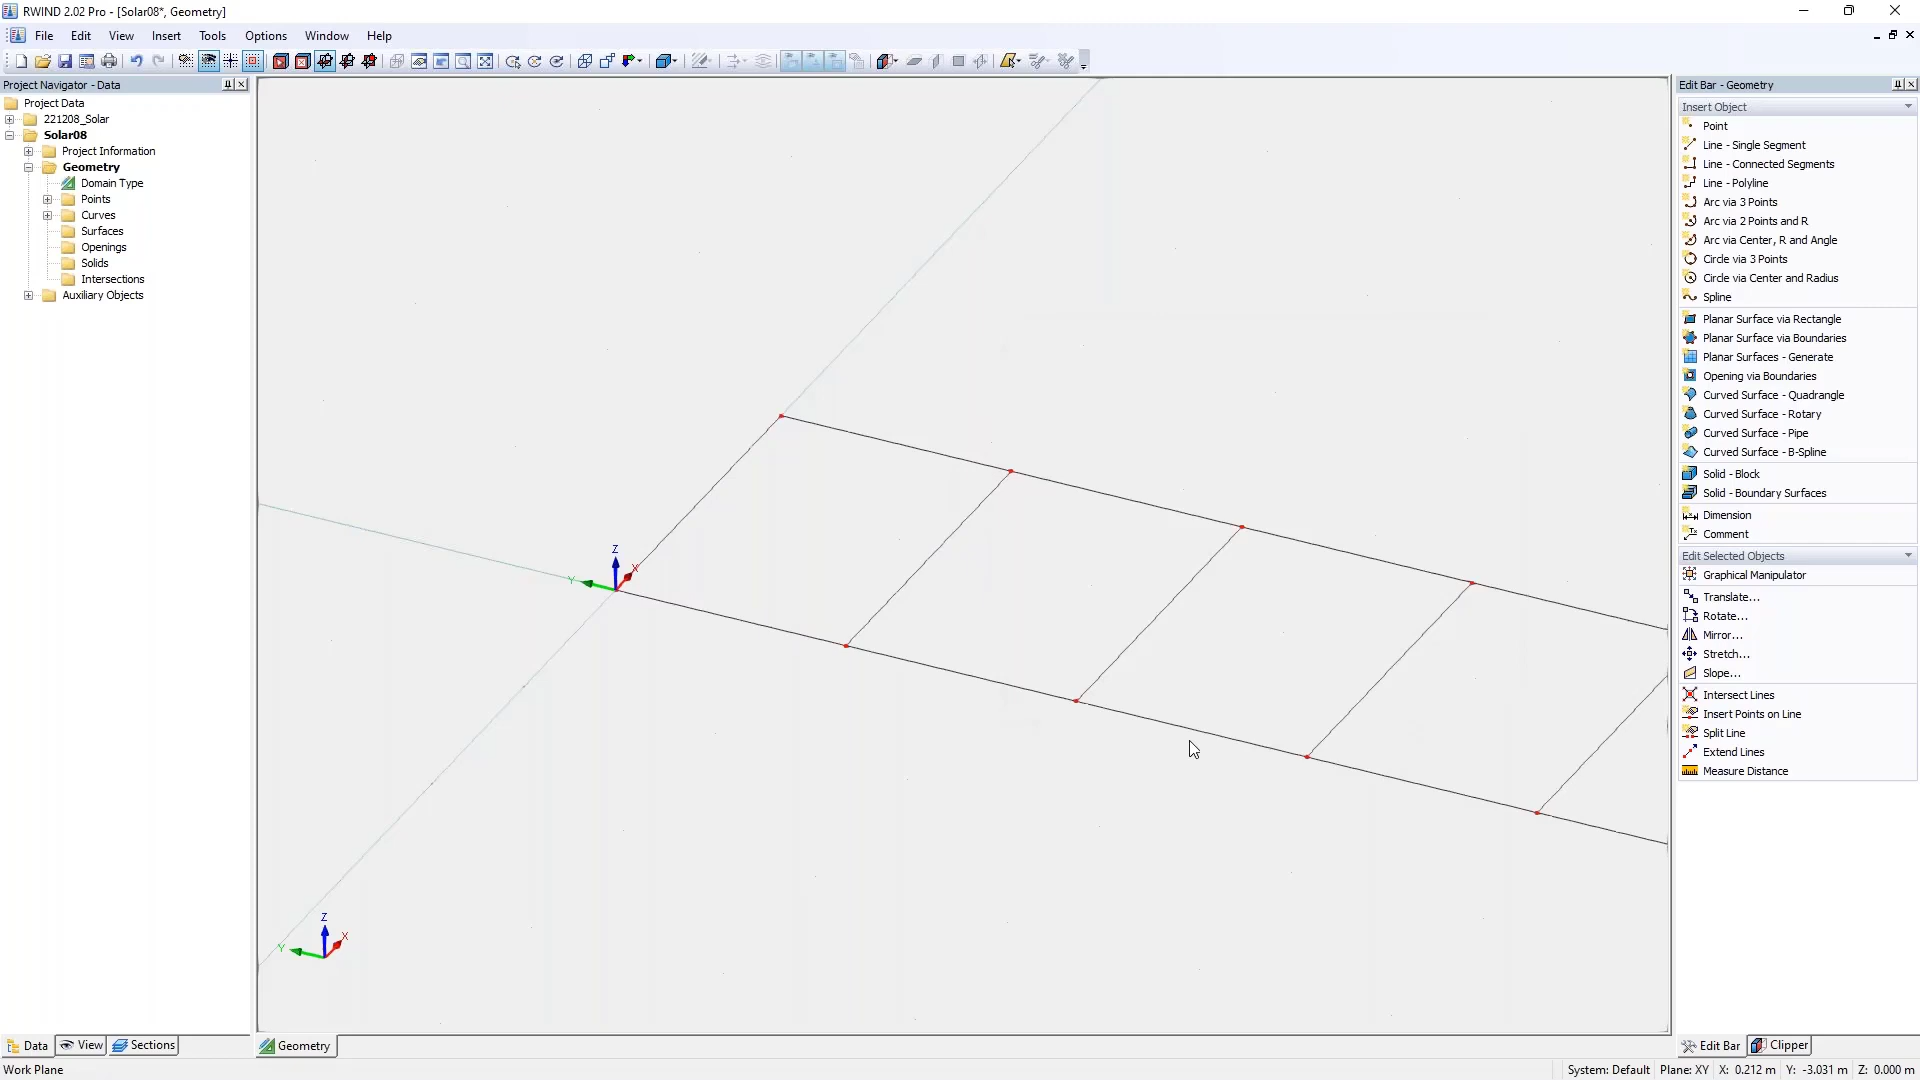 RWIND 2.02 Pro - [Solar08*, Geometry]
File Edit View Insert Tools Options Window Help
Project Navigator - Data
Project Data
221208_Solar
Solar08
Project Information
Geometry
Domain Type
Points
Curves
Surfaces
Openings
Solids
Intersections
Auxiliary Objects
Z
X
Y
Z
X
Y
Edit Bar - Geometry
Insert Object
Point
Line - Single Segment
Line - Connected Segments
Line - Polyline
Arc via 3 Points
Arc via 2 Points and R
Arc via Center, R and Angle
Circle via 3 Points
Circle via Center and Radius
Spline
Planar Surface via Rectangle
Planar Surface via Boundaries
Planar Surfaces - Generate
Opening via Boundaries
Curved Surface - Quadrangle
Curved Surface - Rotary
Curved Surface - Pipe
Curved Surface - B-Spline
Solid - Block
Solid - Boundary Surfaces
Dimension
Comment
Edit Selected Objects
Graphical Manipulator
Translate...
Rotate...
Mirror...
Stretch...
Slope...
Intersect Lines
Insert Points on Line
Split Line
Extend Lines
Measure Distance
Data View Sections
Geometry
Edit Bar Clipper
Work Plane
System: Default Plane: XY X: 0.212 m Y: -3.031 m Z: 0.000 m